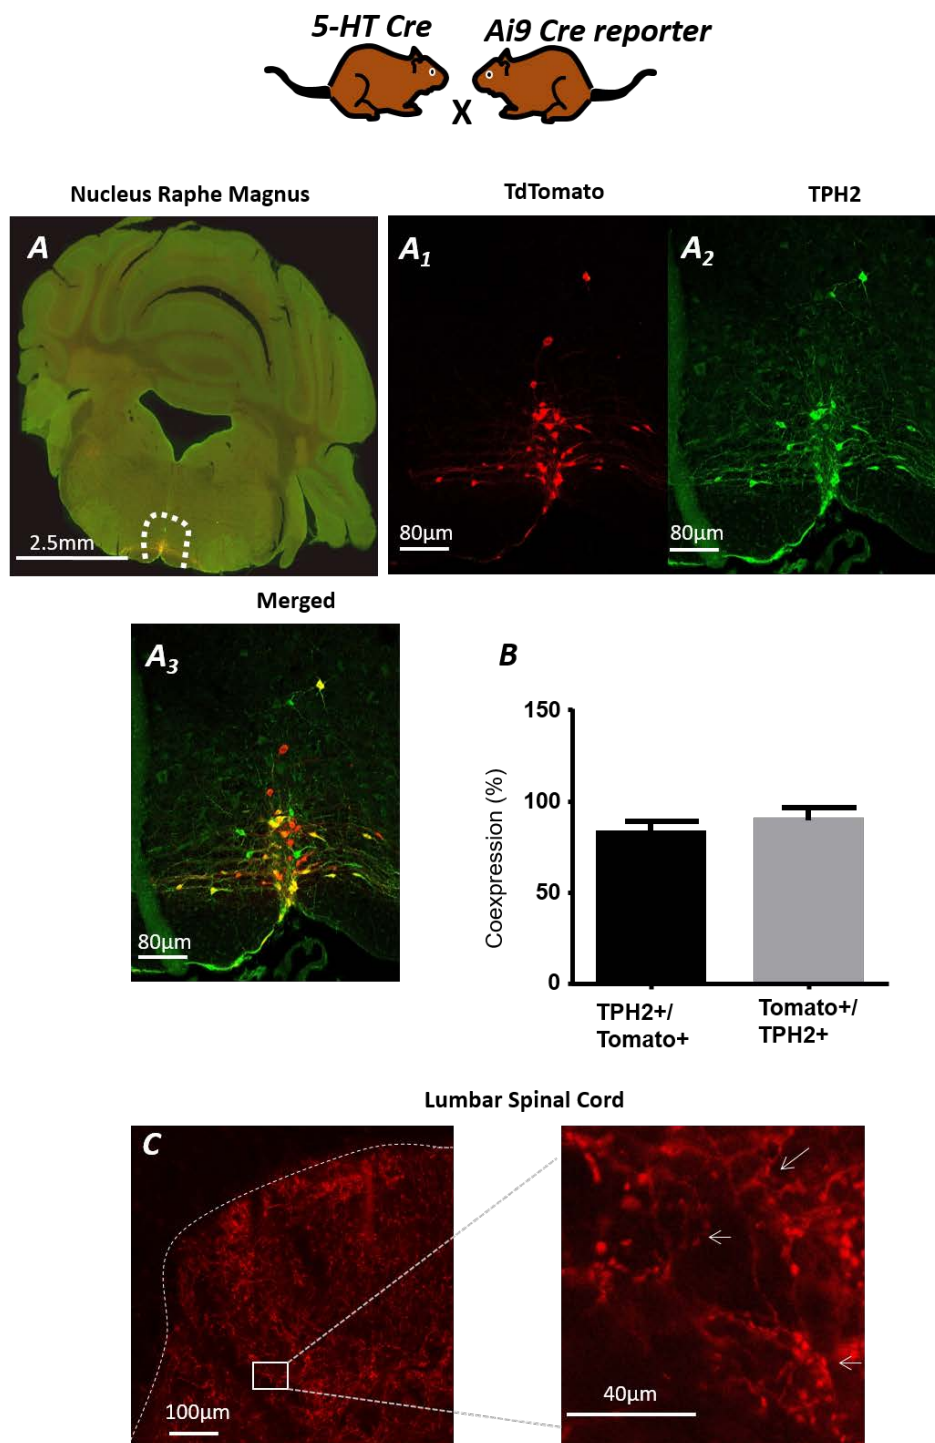 5-HT Cre
Ai9 Cre reporter
X
Nucleus Raphe Magnus
TdTomato
TPH2
A
A1
A2
2.5mm
80µm
80µm
Merged
A3
80µm
B
150
100
50
0
Coexpression (%)
TPH2+/
Tomato+
Tomato+/
TPH2+
Lumbar Spinal Cord
C
100µm
40µm